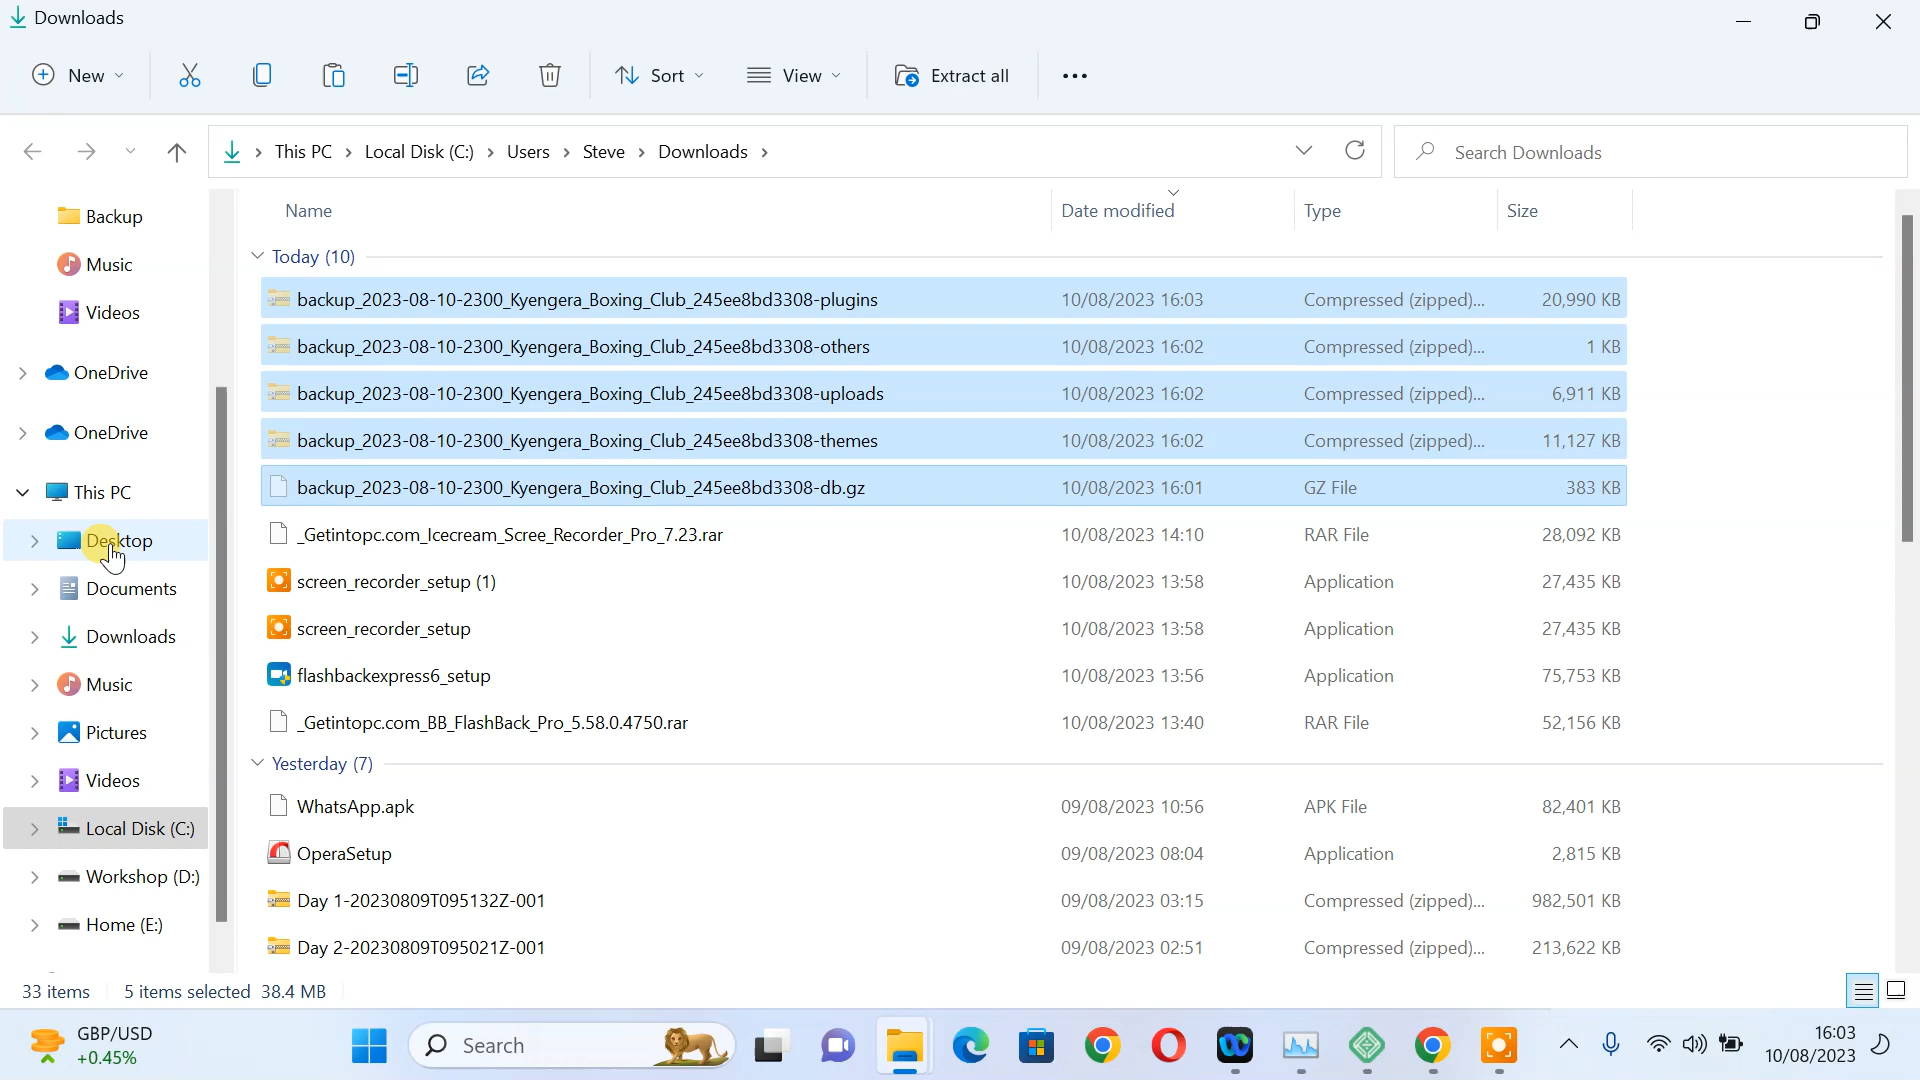 Downloads
New
Sort
View
Extract all
This PC > Local Disk (C:) > Users > Steve > Downloads >
Search Downloads
Backup
Music
Videos
OneDrive
OneDrive
This PC
Desktop
Documents
Downloads
Music
Pictures
Videos
Local Disk (C:)
Workshop (D:)
Home (E:)
Name Date modified Type Size
Today (10)
backup_2023-08-10-2300_Kyengera_Boxing_Club_245ee8bd3308-plugins 10/08/2023 16:03 Compressed (zipped)... 20,990 KB
backup_2023-08-10-2300_Kyengera_Boxing_Club_245ee8bd3308-others 10/08/2023 16:02 Compressed (zipped)... 1 KB
backup_2023-08-10-2300_Kyengera_Boxing_Club_245ee8bd3308-uploads 10/08/2023 16:02 Compressed (zipped)... 6,911 KB
backup_2023-08-10-2300_Kyengera_Boxing_Club_245ee8bd3308-themes 10/08/2023 16:02 Compressed (zipped)... 11,127 KB
backup_2023-08-10-2300_Kyengera_Boxing_Club_245ee8bd3308-db.gz 10/08/2023 16:01 GZ File 383 KB
_Getintopc.com_Icecream_Scree_Recorder_Pro_7.23.rar 10/08/2023 14:10 RAR File 28,092 KB
screen_recorder_setup (1) 10/08/2023 13:58 Application 27,435 KB
screen_recorder_setup 10/08/2023 13:58 Application 27,435 KB
flashbackexpress6_setup 10/08/2023 13:56 Application 75,753 KB
_Getintopc.com_BB_FlashBack_Pro_5.58.0.4750.rar 10/08/2023 13:40 RAR File 52,156 KB
Yesterday (7)
WhatsApp.apk 09/08/2023 10:56 APK File 82,401 KB
OperaSetup 09/08/2023 08:04 Application 2,815 KB
Day 1-20230809T095132Z-001 09/08/2023 03:15 Compressed (zipped)... 982,501 KB
Day 2-20230809T095021Z-001 09/08/2023 02:51 Compressed (zipped)... 213,622 KB
33 items 5 items selected 38.4 MB
GBP/USD
+0.45%
Search
16:03
10/08/2023